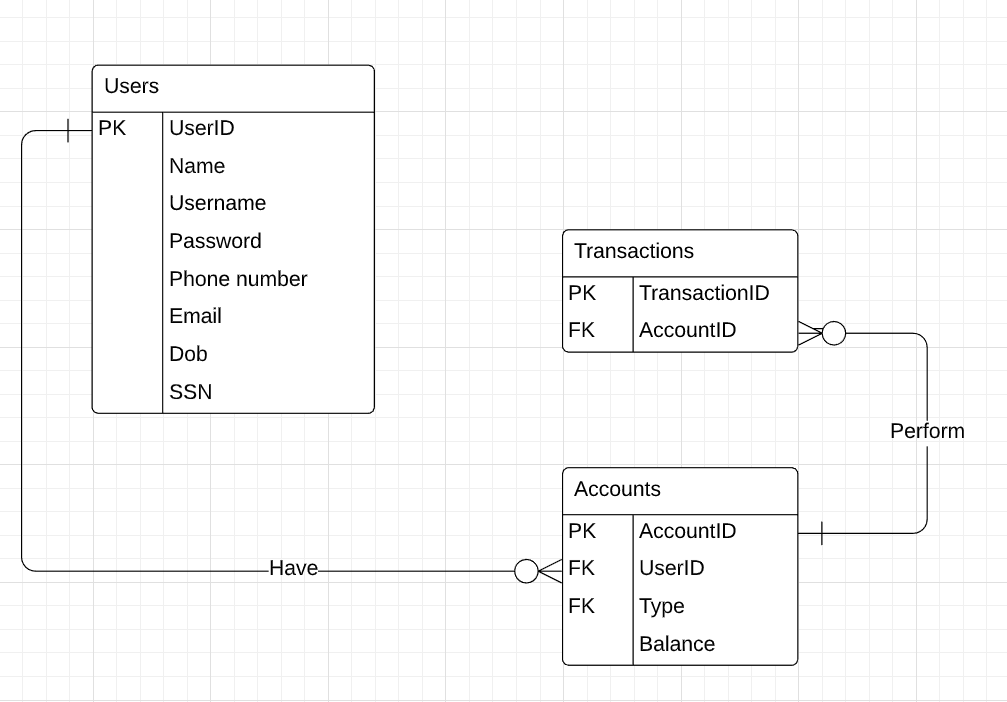 Users
PK UserID
Name
Username
Password
Phone number
Email
Dob
SSN
Transactions
PK TransactionID
FK AccountID
Perform
Accounts
PK AccountID
FK UserID
FK Type
Balance
Have